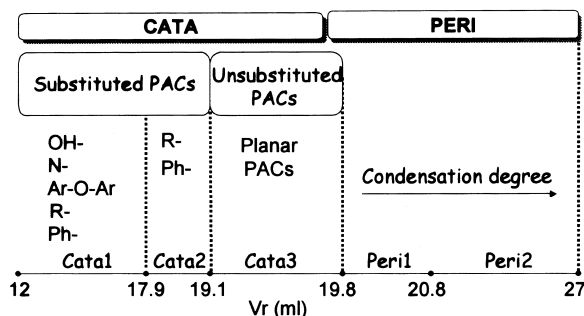 CATA PERI
Substituted PACs Unsubstituted
PACs
OH- R- Planar
N- Ph- PACs
Ar-O-Ar Condensation degree
R-
Ph-
Cata1 Cata2 Cata3 Peri1 Peri2
12 17.9 19.1 19.8 20.8 27
Vr (ml)